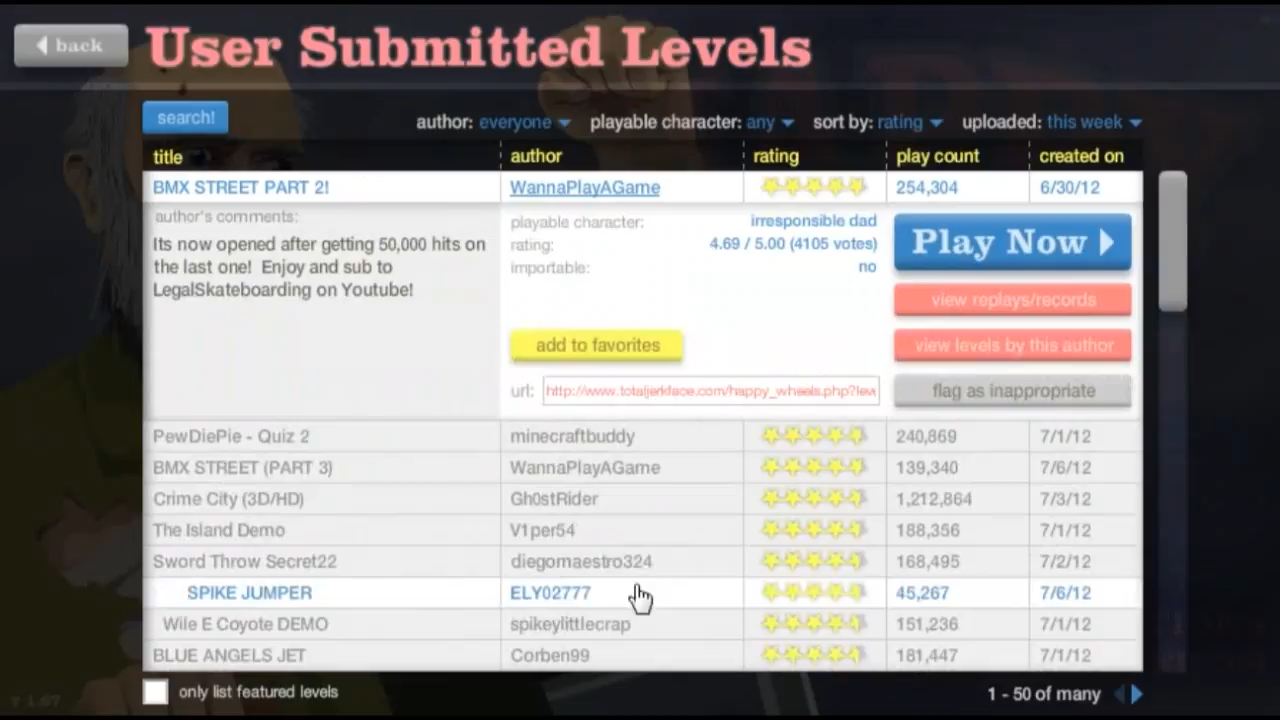 back
User Submitted Levels
search!
author: everyone playable character: any sort by: rating uploaded: this week
title author rating play count created on
BMX STREET PART 2! WannaPlayAGame 254,304 6/30/12
author's comments:
Its now opened after getting 50,000 hits on
the last one! Enjoy and sub to
LegalSkateboarding on Youtube!
playable character: irresponsible dad
rating: 4.69 / 5.00 (4105 votes)
importable: no
add to favorites
url: http://www.totaljerkface.com/happy_wheels.php?lev
Play Now
view replays/records
view levels by this author
flag as inappropriate
PewDiePie - Quiz 2 minecraftbuddy 240,869 7/1/12
BMX STREET (PART 3) WannaPlayAGame 139,340 7/6/12
Crime City (3D/HD) Gh0stRider 1,212,864 7/3/12
The Island Demo V1per54 188,356 7/1/12
Sword Throw Secret22 diegomaestro324 168,495 7/2/12
SPIKE JUMPER ELY02777 45,267 7/6/12
Wile E Coyote DEMO spikeylittlecrap 151,236 7/1/12
BLUE ANGELS JET Corben99 181,447 7/1/12
v 1.67
only list featured levels
1 - 50 of many